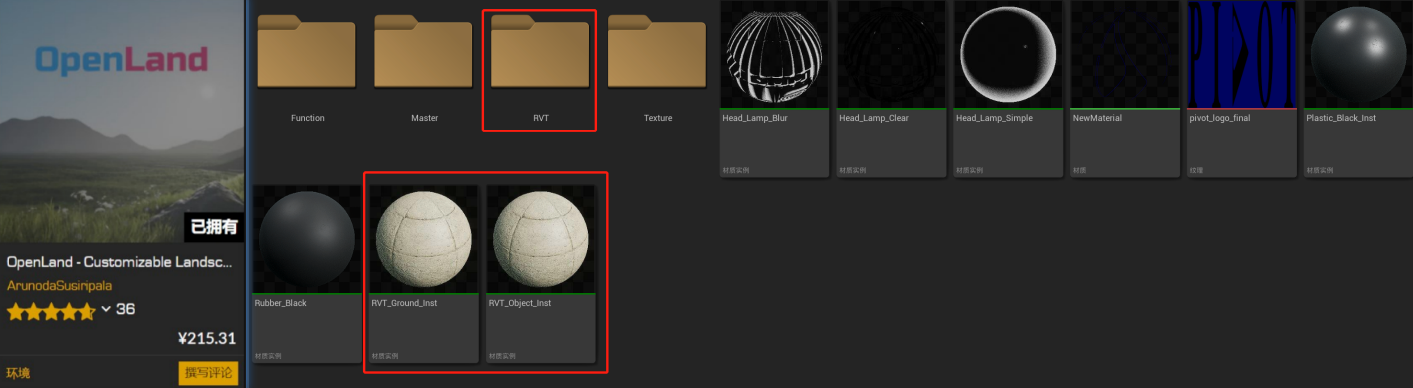 OpenLand
已拥有
OpenLand - Customizable Landsc...
ArunodaSusiripala
36
¥215.31
环境
撰写评论
Function
Master
RVT
Texture
Head_Lamp_Blur
材质实例
Head_Lamp_Clear
材质实例
Head_Lamp_Simple
材质实例
NewMaterial
材质
pivot_logo_final
纹理
Plastic_Black_Inst
材质实例
Rubber_Black
材质实例
RVT_Ground_Inst
材质实例
RVT_Object_Inst
材质实例